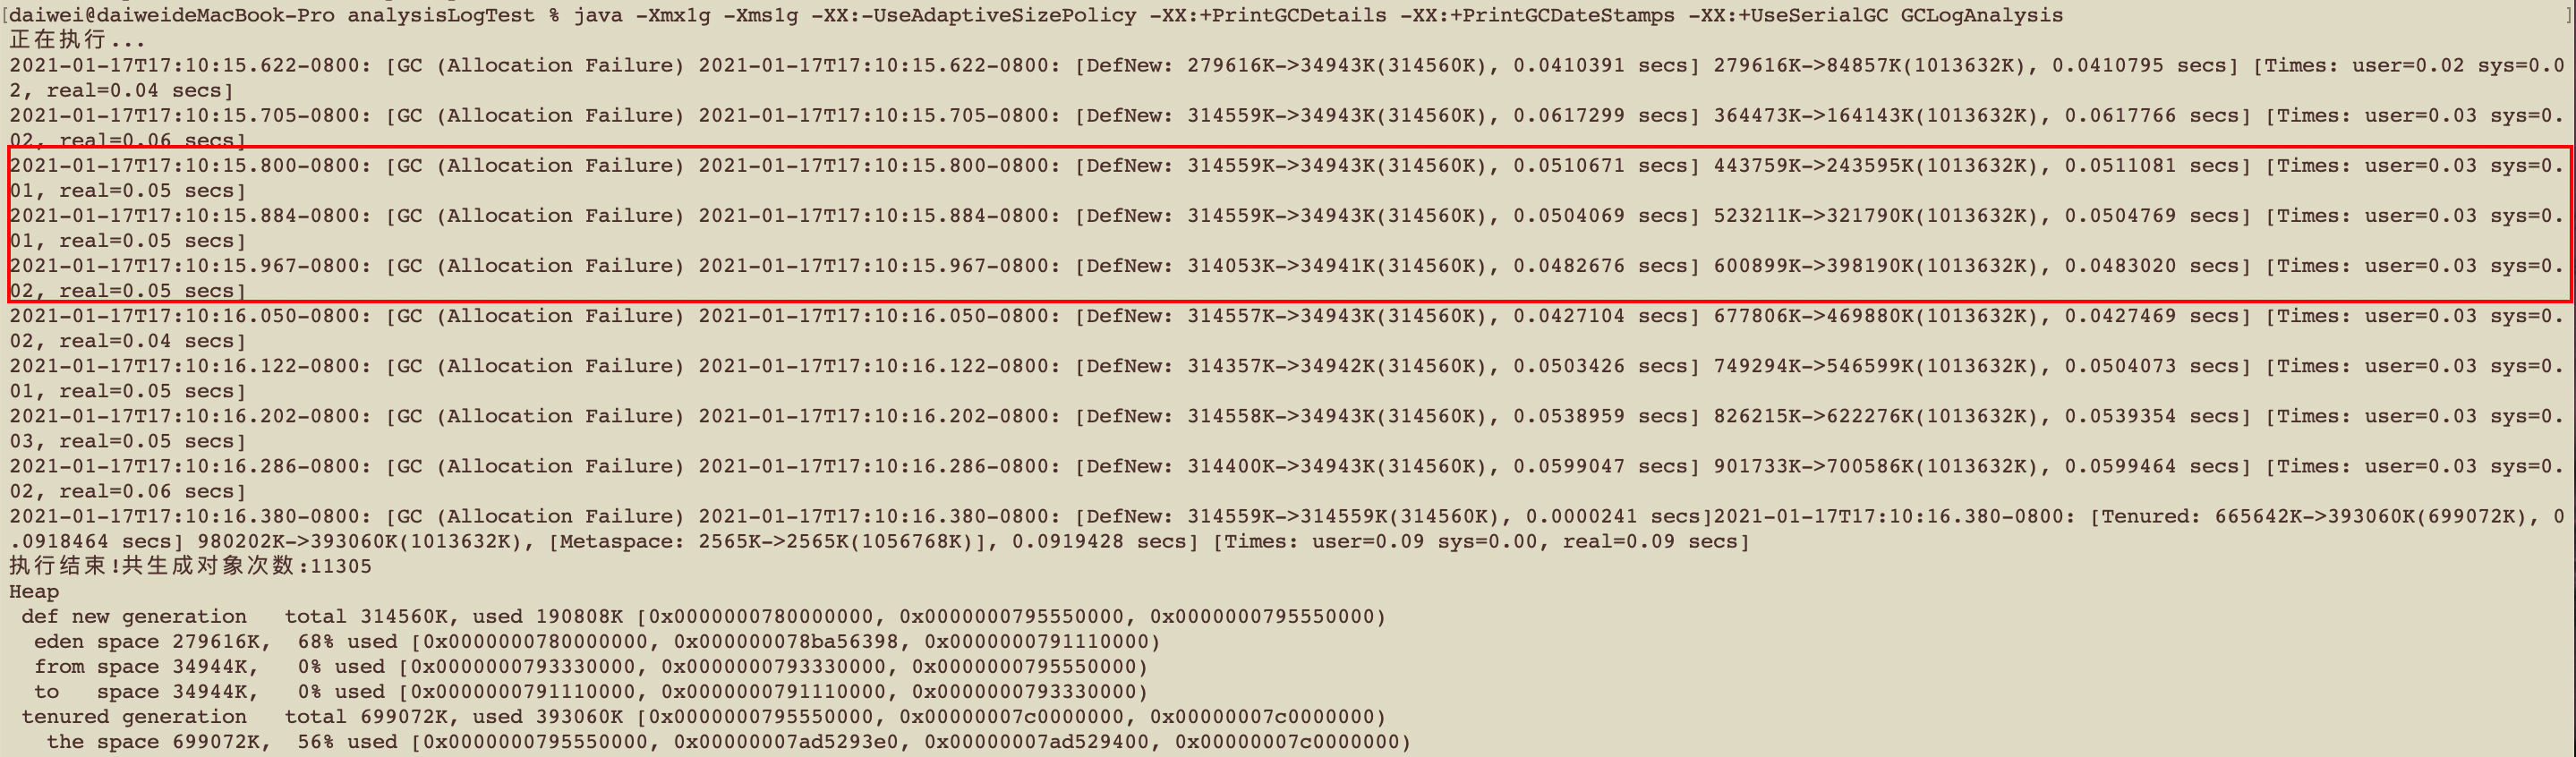 [daiwei@daiweideMacBook-Pro analysisLogTest % java -Xmx1g -Xms1g -XX:-UseAdaptiveSizePolicy -XX:+PrintGCDetails -XX:+PrintGCDateStamps -XX:+UseSerialGC GCLogAnalysis ]
正在执行...
2021-01-17T17:10:15.622-0800: [GC (Allocation Failure) 2021-01-17T17:10:15.622-0800: [DefNew: 279616K->34943K(314560K), 0.0410391 secs] 279616K->84857K(1013632K), 0.0410795 secs] [Times: user=0.02 sys=0.0
2, real=0.04 secs]
2021-01-17T17:10:15.705-0800: [GC (Allocation Failure) 2021-01-17T17:10:15.705-0800: [DefNew: 314559K->34943K(314560K), 0.0617299 secs] 364473K->164143K(1013632K), 0.0617766 secs] [Times: user=0.03 sys=0.
02, real=0.06 secs]
2021-01-17T17:10:15.800-0800: [GC (Allocation Failure) 2021-01-17T17:10:15.800-0800: [DefNew: 314559K->34943K(314560K), 0.0510671 secs] 443759K->243595K(1013632K), 0.0511081 secs] [Times: user=0.03 sys=0.
01, real=0.05 secs]
2021-01-17T17:10:15.884-0800: [GC (Allocation Failure) 2021-01-17T17:10:15.884-0800: [DefNew: 314559K->34943K(314560K), 0.0504069 secs] 523211K->321790K(1013632K), 0.0504769 secs] [Times: user=0.03 sys=0.
01, real=0.05 secs]
2021-01-17T17:10:15.967-0800: [GC (Allocation Failure) 2021-01-17T17:10:15.967-0800: [DefNew: 314053K->34941K(314560K), 0.0482676 secs] 600899K->398190K(1013632K), 0.0483020 secs] [Times: user=0.03 sys=0.
02, real=0.05 secs]
2021-01-17T17:10:16.050-0800: [GC (Allocation Failure) 2021-01-17T17:10:16.050-0800: [DefNew: 314557K->34943K(314560K), 0.0427104 secs] 677806K->469880K(1013632K), 0.0427469 secs] [Times: user=0.03 sys=0.
02, real=0.04 secs]
2021-01-17T17:10:16.122-0800: [GC (Allocation Failure) 2021-01-17T17:10:16.122-0800: [DefNew: 314357K->34942K(314560K), 0.0503426 secs] 749294K->546599K(1013632K), 0.0504073 secs] [Times: user=0.03 sys=0.
01, real=0.05 secs]
2021-01-17T17:10:16.202-0800: [GC (Allocation Failure) 2021-01-17T17:10:16.202-0800: [DefNew: 314558K->34943K(314560K), 0.0538959 secs] 826215K->622276K(1013632K), 0.0539354 secs] [Times: user=0.03 sys=0.
03, real=0.05 secs]
2021-01-17T17:10:16.286-0800: [GC (Allocation Failure) 2021-01-17T17:10:16.286-0800: [DefNew: 314400K->34943K(314560K), 0.0599047 secs] 901733K->700586K(1013632K), 0.0599464 secs] [Times: user=0.03 sys=0.
02, real=0.06 secs]
2021-01-17T17:10:16.380-0800: [GC (Allocation Failure) 2021-01-17T17:10:16.380-0800: [DefNew: 314559K->314559K(314560K), 0.0000241 secs]2021-01-17T17:10:16.380-0800: [Tenured: 665642K->393060K(699072K), 0
.0918464 secs] 980202K->393060K(1013632K), [Metaspace: 2565K->2565K(1056768K)], 0.0919428 secs] [Times: user=0.09 sys=0.00, real=0.09 secs]
执行结束!共生成对象次数:11305
Heap
 def new generation   total 314560K, used 190808K [0x0000000780000000, 0x0000000795550000, 0x0000000795550000)
  eden space 279616K,  68% used [0x0000000780000000, 0x000000078ba56398, 0x0000000791110000)
  from space 34944K,   0% used [0x0000000793330000, 0x0000000793330000, 0x0000000795550000)
  to   space 34944K,   0% used [0x0000000791110000, 0x0000000791110000, 0x0000000793330000)
 tenured generation   total 699072K, used 393060K [0x0000000795550000, 0x00000007c0000000, 0x00000007c0000000)
   the space 699072K,  56% used [0x0000000795550000, 0x00000007ad5293e0, 0x00000007ad529400, 0x00000007c0000000)